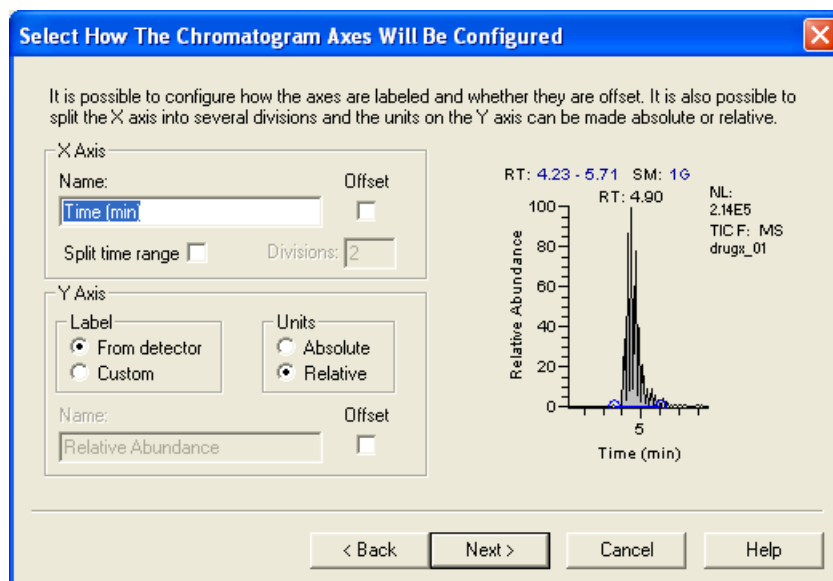 Select How The Chromatogram Axes Will Be Configured
It is possible to configure how the axes are labeled and whether they are offset. It is also possible to
split the X axis into several divisions and the units on the Y axis can be made absolute or relative.
X Axis
Name:
Offset
Time (min)
Split time range
Divisions: 2
Y Axis
Label
From detector
Custom
Units
Absolute
Relative
Name:
Offset
Relative Abundance
RT: 4.23 - 5.71 SM: 1G
RT: 4.90
NL:
2.14E5
TIC F: MS
drugx_01
100
80
60
40
20
0
Relative Abundance
5
Time (min)
< Back
Next >
Cancel
Help